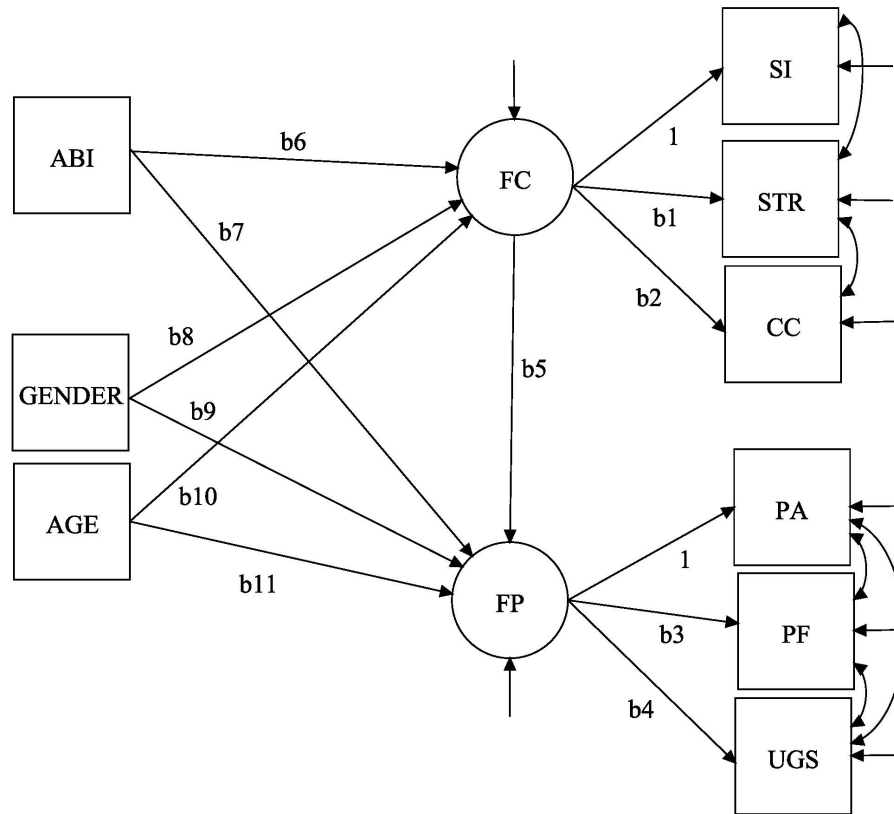 SI
ABI
b6
FC
1
STR
b1
b7
b2
CC
b8
GENDER
b5
b9
b10
PA
AGE
1
b11
FP
b3
PF
b4
UGS